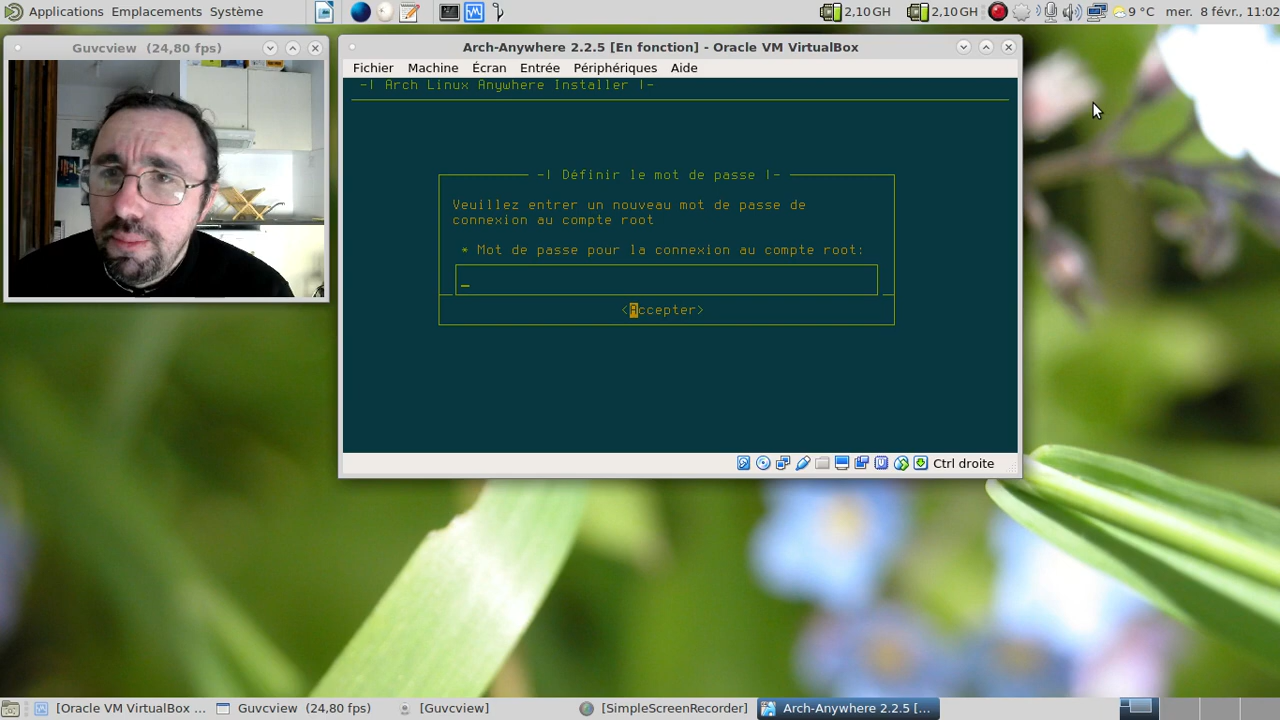 Applications Emplacements Système
2,10 GH 2,10 GH 9 °C mer. 8 févr., 11:02
Guvcview (24,80 fps)
Arch-Anywhere 2.2.5 [En fonction] - Oracle VM VirtualBox
Fichier Machine Écran Entrée Périphériques Aide
-| Arch Linux Anywhere Installer |-
-| Définir le mot de passe |-
Veuillez entrer un nouveau mot de passe de
connexion au compte root
* Mot de passe pour la connexion au compte root:
<Accepter>
Ctrl droite
[Oracle VM VirtualBox ... Guvcview (24,80 fps) [Guvcview] [SimpleScreenRecorder] Arch-Anywhere 2.2.5 [...